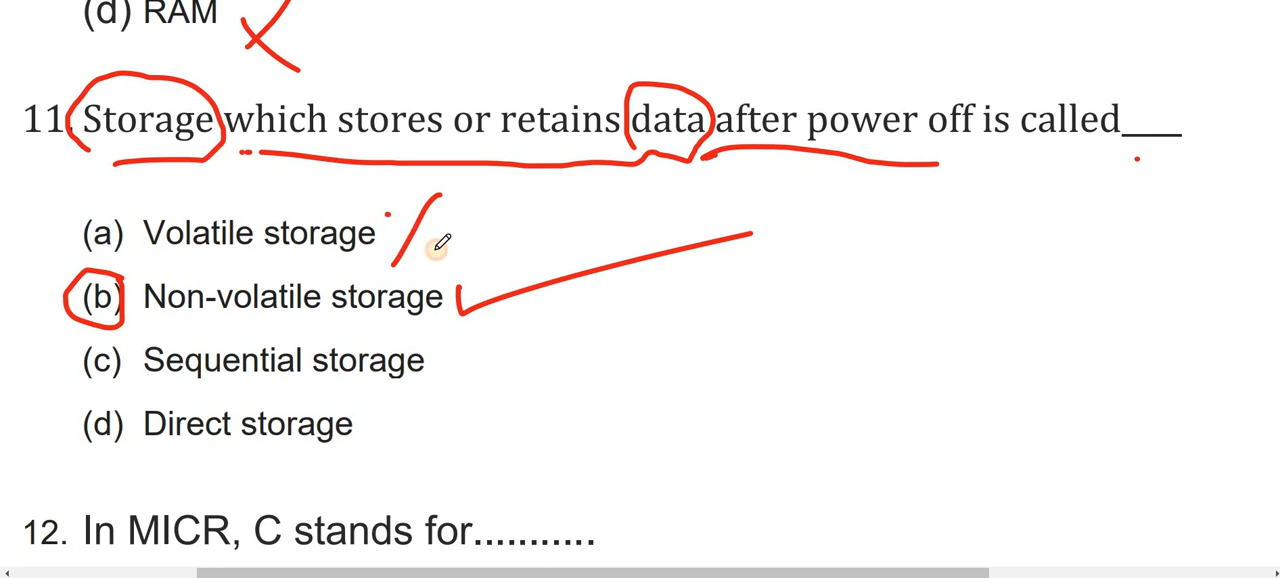 (d) RAM
11. Storage which stores or retains data after power off is called___
(a) Volatile storage
(b) Non-volatile storage
(c) Sequential storage
(d) Direct storage
12. In MICR, C stands for...........